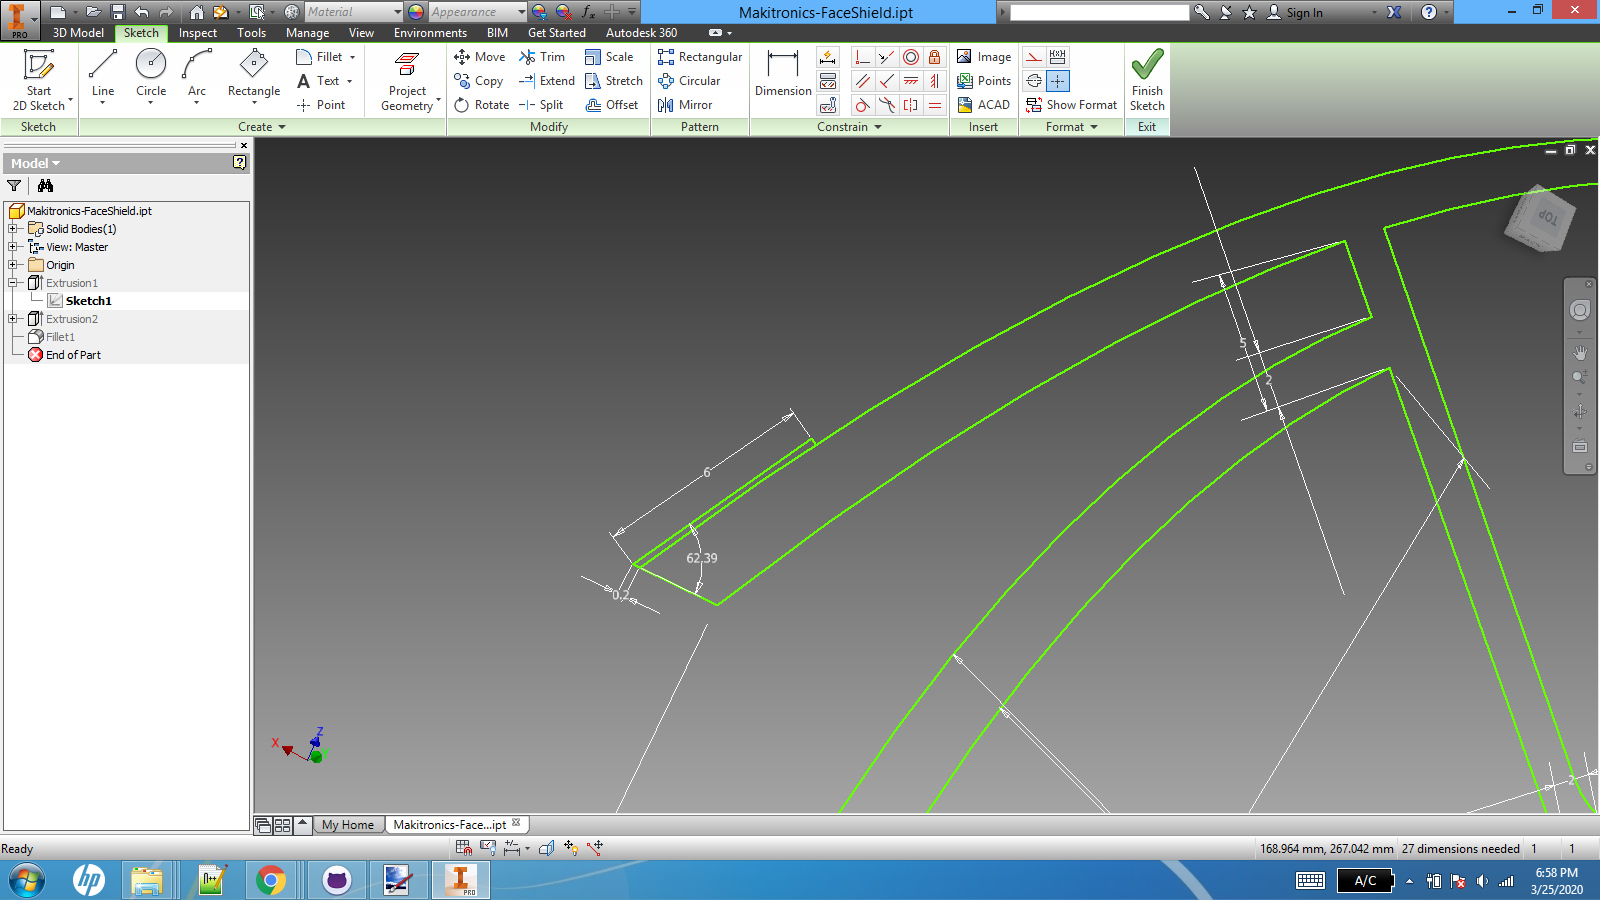 Material
Appearance
Makitronics-FaceShield.ipt
Sign In
PRO
3D Model Sketch Inspect Tools Manage View Environments BIM Get Started Autodesk 360
Start 2D Sketch
Line
Circle
Arc
Rectangle
Fillet
Text
Point
Project Geometry
Move
Copy
Rotate
Trim
Extend
Split
Scale
Stretch
Offset
Rectangular
Circular
Mirror
Dimension
Image
Points
ACAD
Show Format
Finish Sketch
Sketch
Create
Modify
Pattern
Constrain
Insert
Format
Exit
Model
Makitronics-FaceShield.ipt
Solid Bodies(1)
View: Master
Origin
Extrusion1
Sketch1
Extrusion2
Fillet1
End of Part
TOP
5
2
6
62.39
0.2
2
X
Z
Y
My Home
Makitronics-Face...ipt
Ready
168.964 mm, 267.042 mm 27 dimensions needed 1 1
hp
PRO
A/C
6:58 PM
3/25/2020